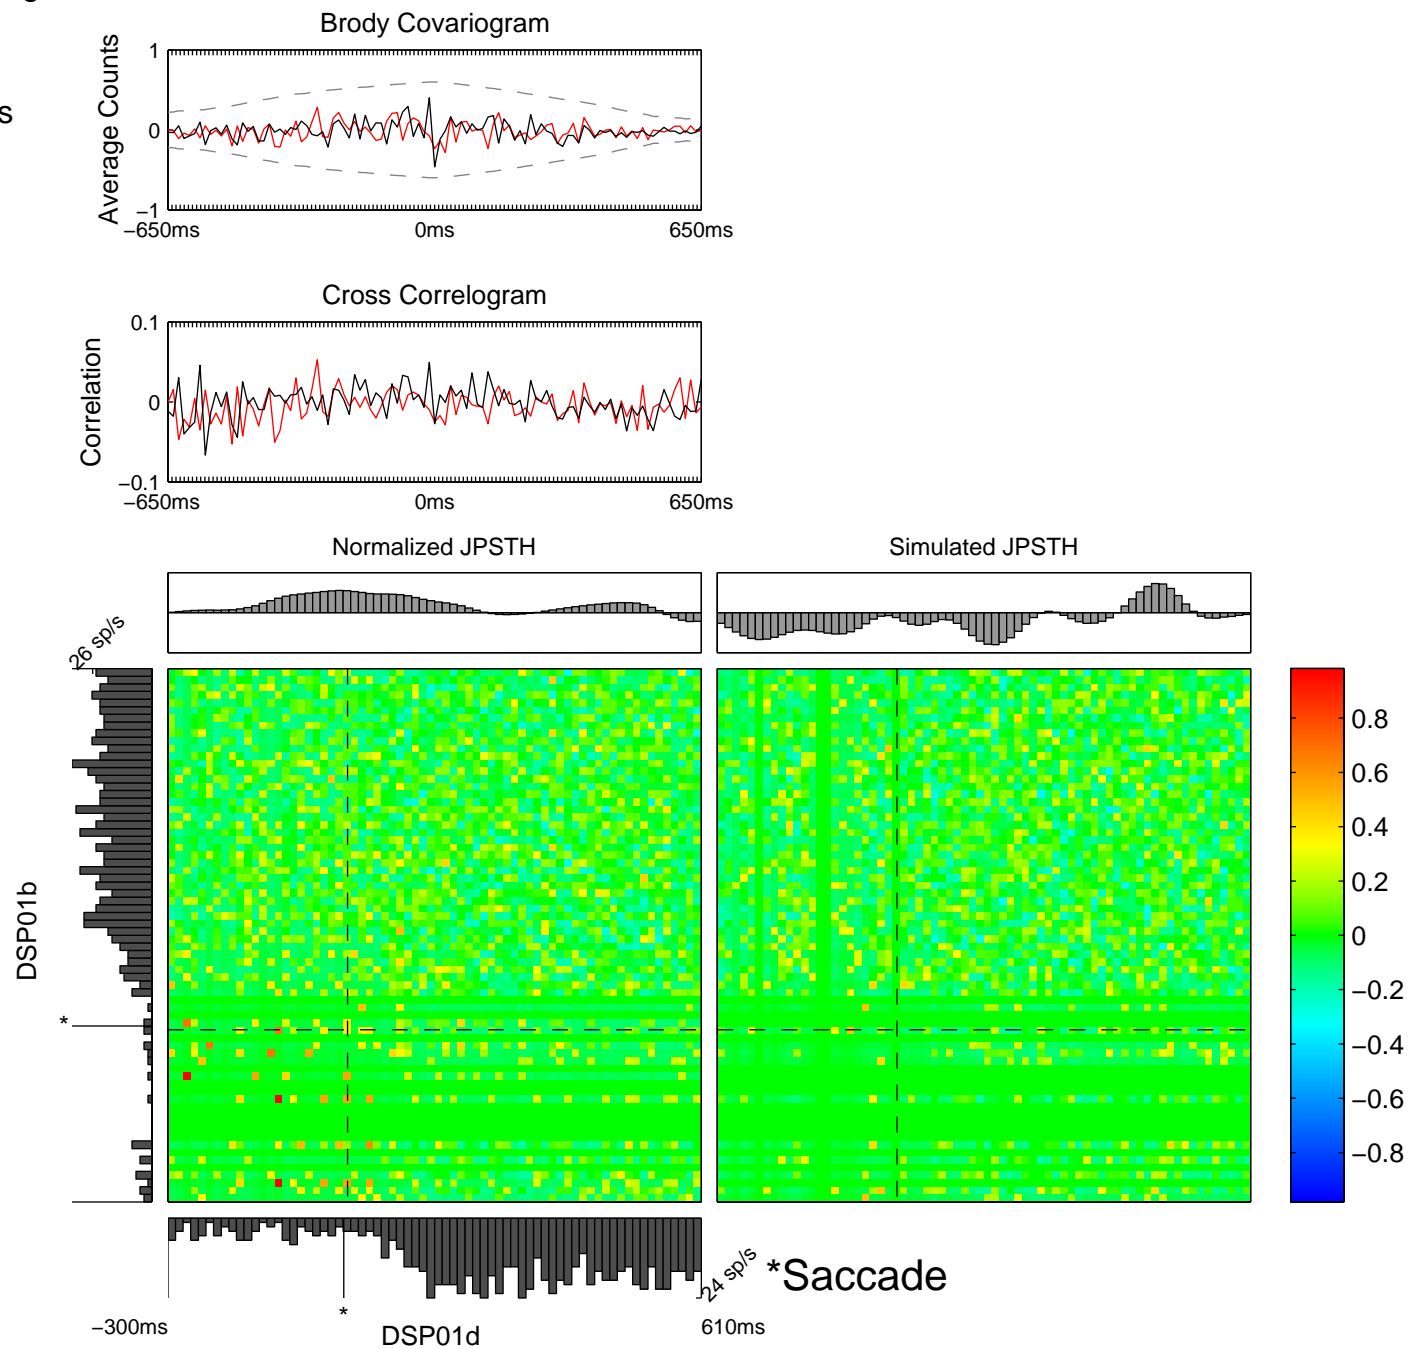 g
s
Brody Covariogram
Average Counts
1
0
−1
−650ms
0ms
650ms
Cross Correlogram
Correlation
0.1
0
−0.1
−650ms
0ms
650ms
Normalized JPSTH
Simulated JPSTH
26 sp/s
DSP01b
*
0.8
0.6
0.4
0.2
0
−0.2
−0.4
−0.6
−0.8
24 sp/s
*Saccade
*
−300ms
DSP01d
610ms